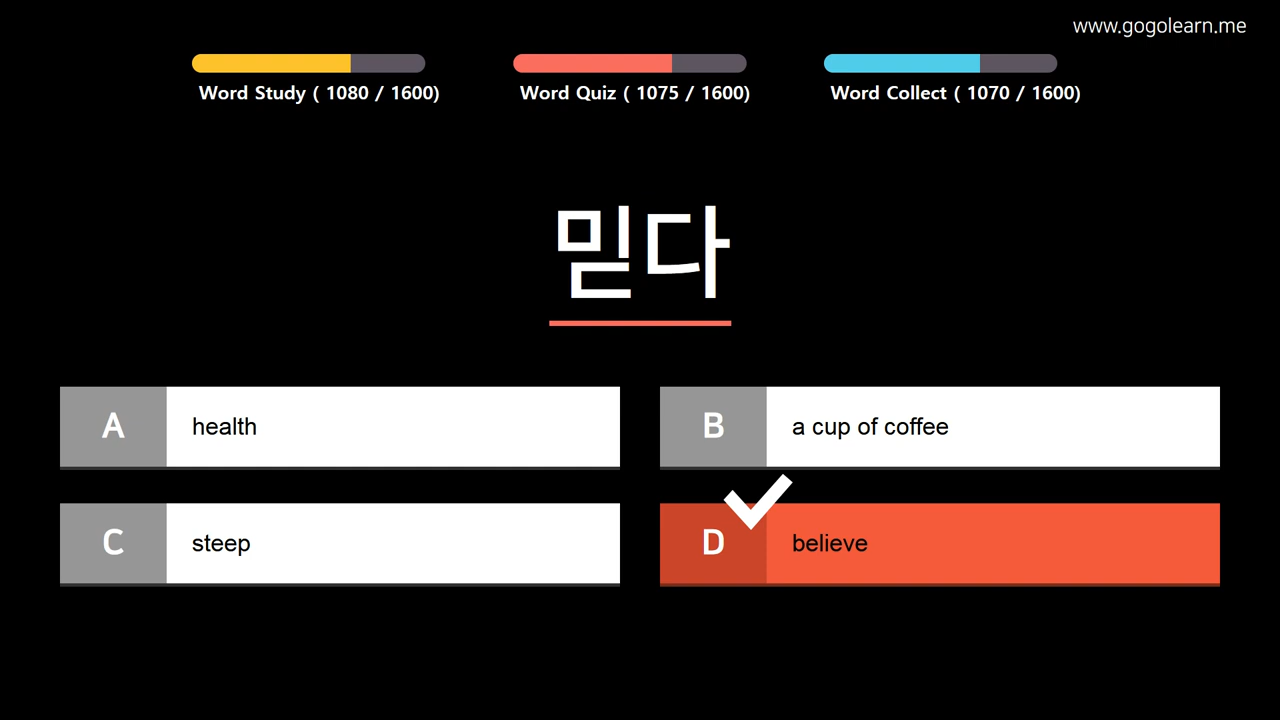 www.gogolearn.me
Word Study ( 1080 / 1600)
Word Quiz ( 1075 / 1600)
Word Collect ( 1070 / 1600)
믿다
A health
B a cup of coffee
C steep
D believe